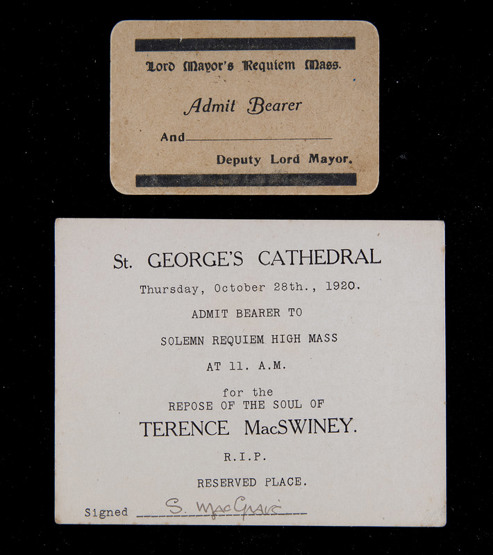 Lord Mayor's Requiem Mass.
Admit Bearer
And
Deputy Lord Mayor.
St. GEORGE'S CATHEDRAL
Thursday, October 28th., 1920.
ADMIT BEARER TO
SOLEMN REQUIEM HIGH MASS
AT 11. A.M.
for the
REPOSE OF THE SOUL OF
TERENCE MacSWINEY.
R.I.P.
RESERVED PLACE.
Signed S. MacGrave